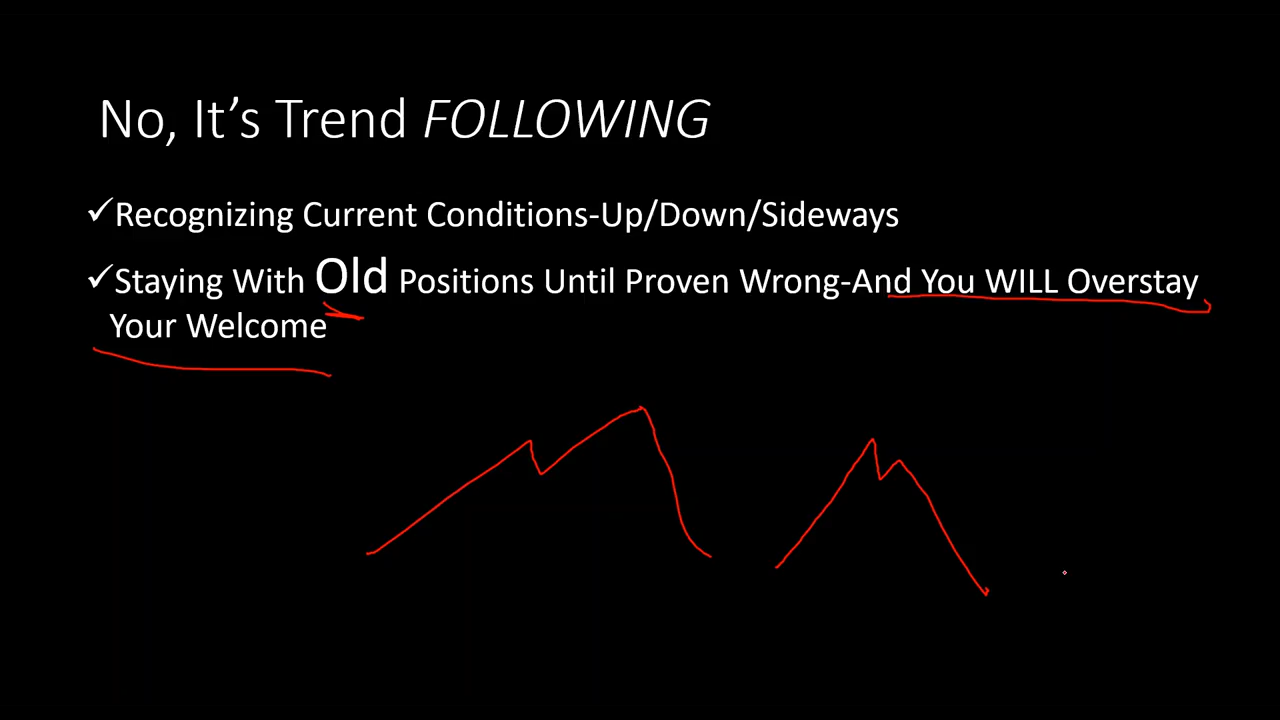 No, It’s Trend FOLLOWING
✓Recognizing Current Conditions-Up/Down/Sideways
✓Staying With Old Positions Until Proven Wrong-And You WILL Overstay
Your Welcome